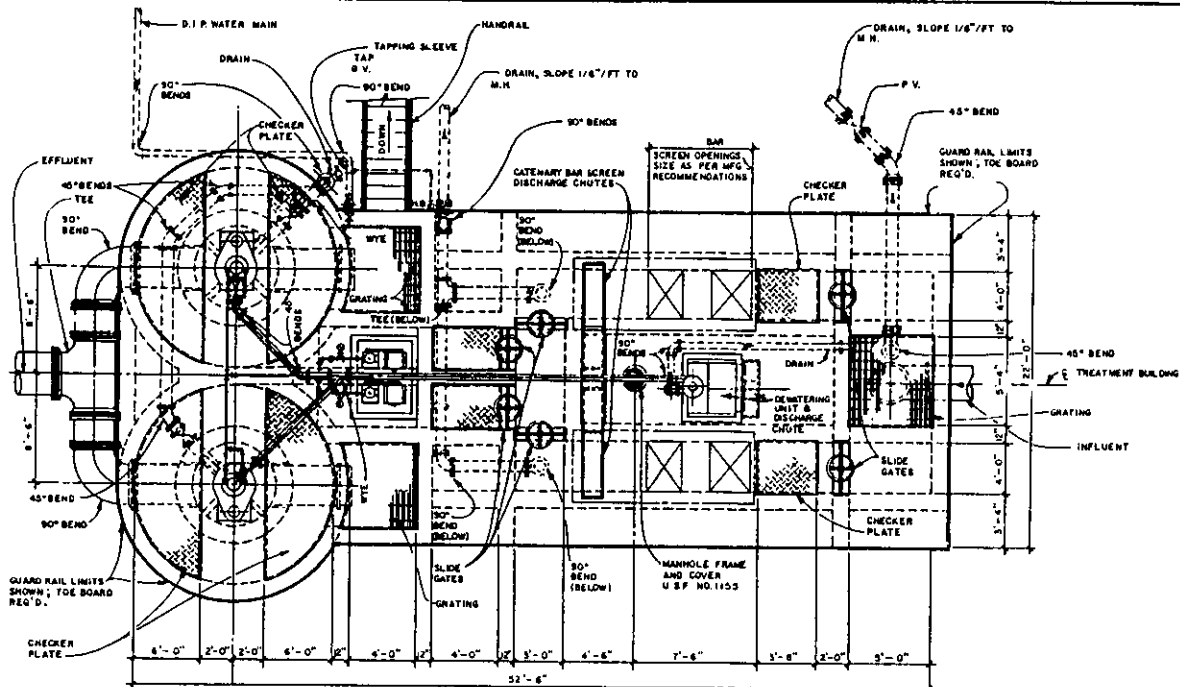 D.I P. WATER MAIN
DRAIN
90°
BENDS
TAPPING SLEEVE
TAP
B V.
90° BEND
HANDRAIL
DOWN
DRAIN, SLOPE 1/8"/FT TO
M.H.
90° BENDS
DRAIN, SLOPE 1/8"/FT TO
M.H.
P V.
45° BEND
EFFLUENT
45° BENDS
TEE
90°
BEND
CHECKER
PLATE
CATENARY BAR SCREEN
DISCHARGE CHUTES
BAR
SCREEN OPENINGS
SIZE AS PER MFG
RECOMMENDATIONS
CHECKER
PLATE
GUARD RAIL LIMITS
SHOWN; TOE BOARD
REQ'D.
WYE
GRATING
TEE (BELOW)
90°
BEND
(BELOW)
45°
BENDS
90°
BENDS
DRAIN
DEWATERING
UNIT &
DISCHARGE
CHUTE
45° BEND
TREATMENT BUILDING
GRATING
INFLUENT
SLIDE
GATES
8'-6"
8'-6"
3'-4"
4'-0"
12"
5'-4"
12"
4'-0"
3'-4"
22'-0"
45° BEND
90° BEND
WYE
90°
BEND
(BELOW)
SLIDE
GATES
GRATING
90°
BEND
(BELOW)
MANHOLE FRAME
AND COVER
U S F NO. 1155
CHECKER
PLATE
GUARD RAIL LIMITS
SHOWN; TOE BOARD
REQ'D.
CHECKER
PLATE
6'-0" 2'-0" 2'-0" 6'-0" 12" 4'-0" 12" 4'-0" 12" 3'-0" 4'-6" 7'-6" 3'-8" 2'-0" 5'-0"
52'-6"